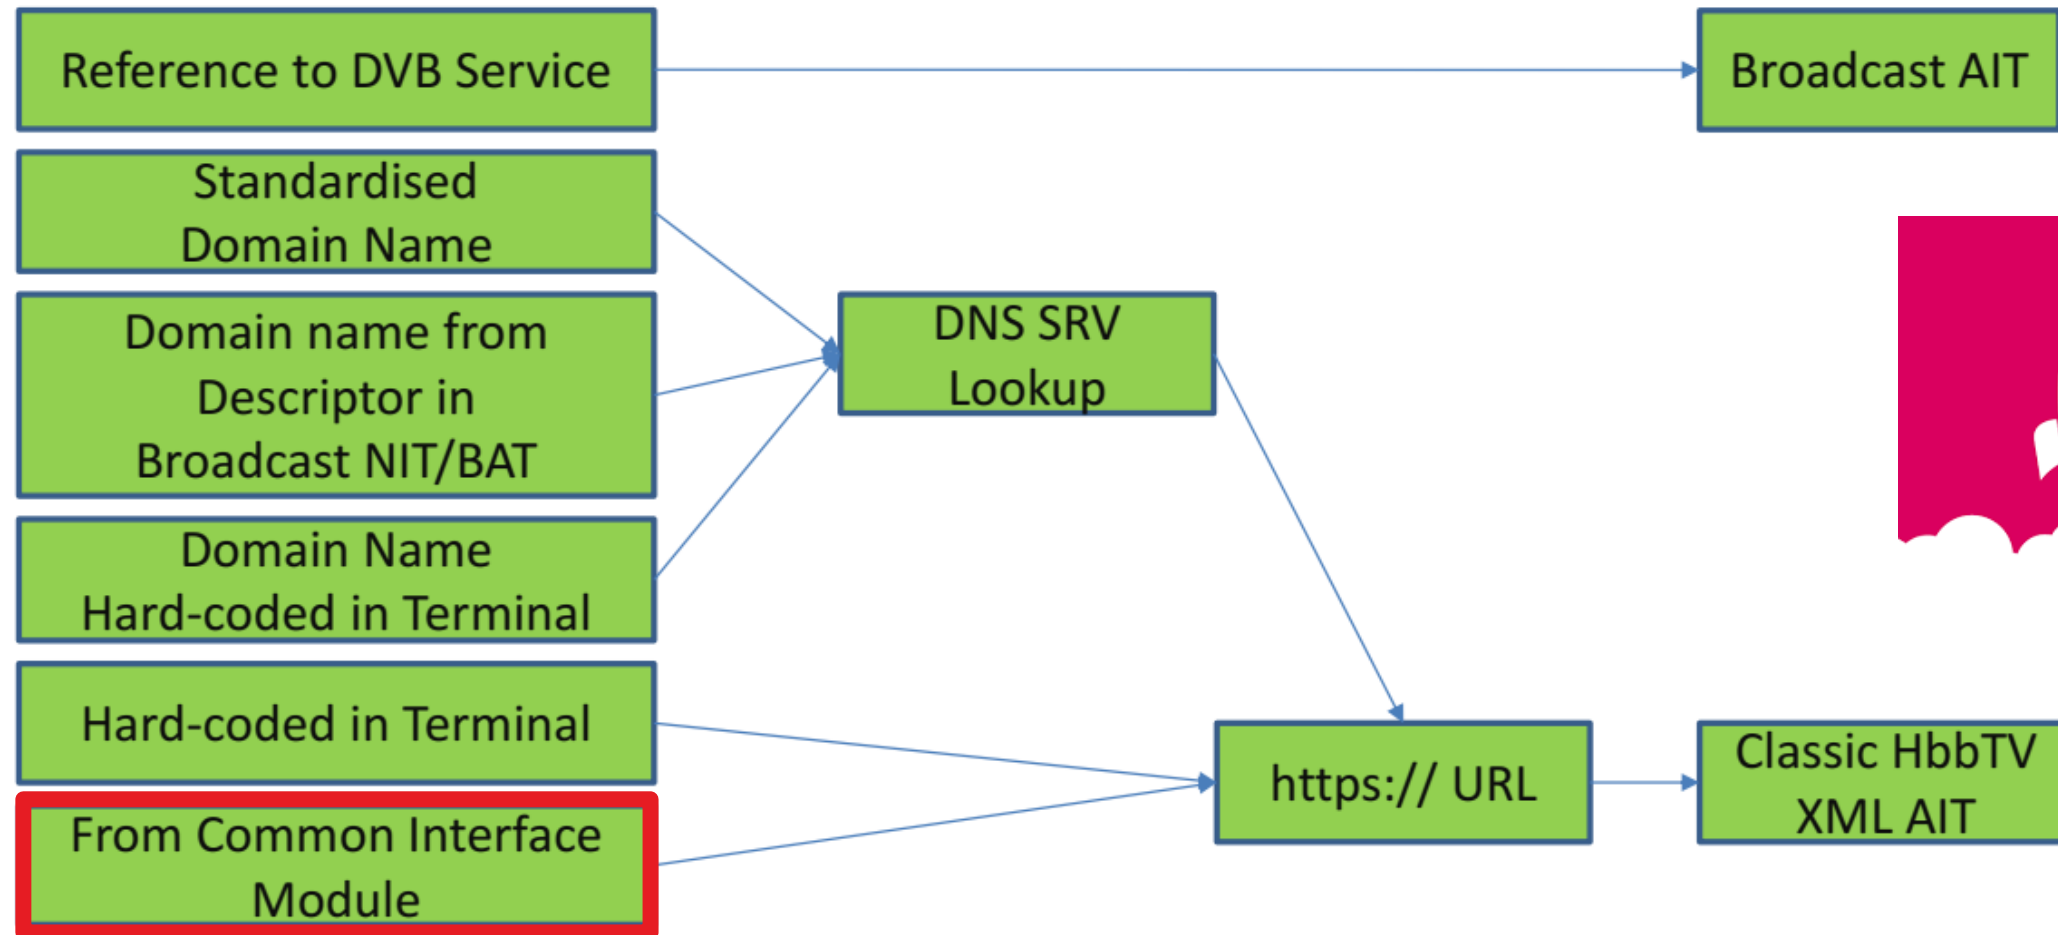 Reference to DVB Service
Broadcast AIT
Standardised
Domain Name
Domain name from
Descriptor in
Broadcast NIT/BAT
DNS SRV
Lookup
Domain Name
Hard-coded in Terminal
Hard-coded in Terminal
https:// URL
Classic HbbTV
XML AIT
From Common Interface
Module